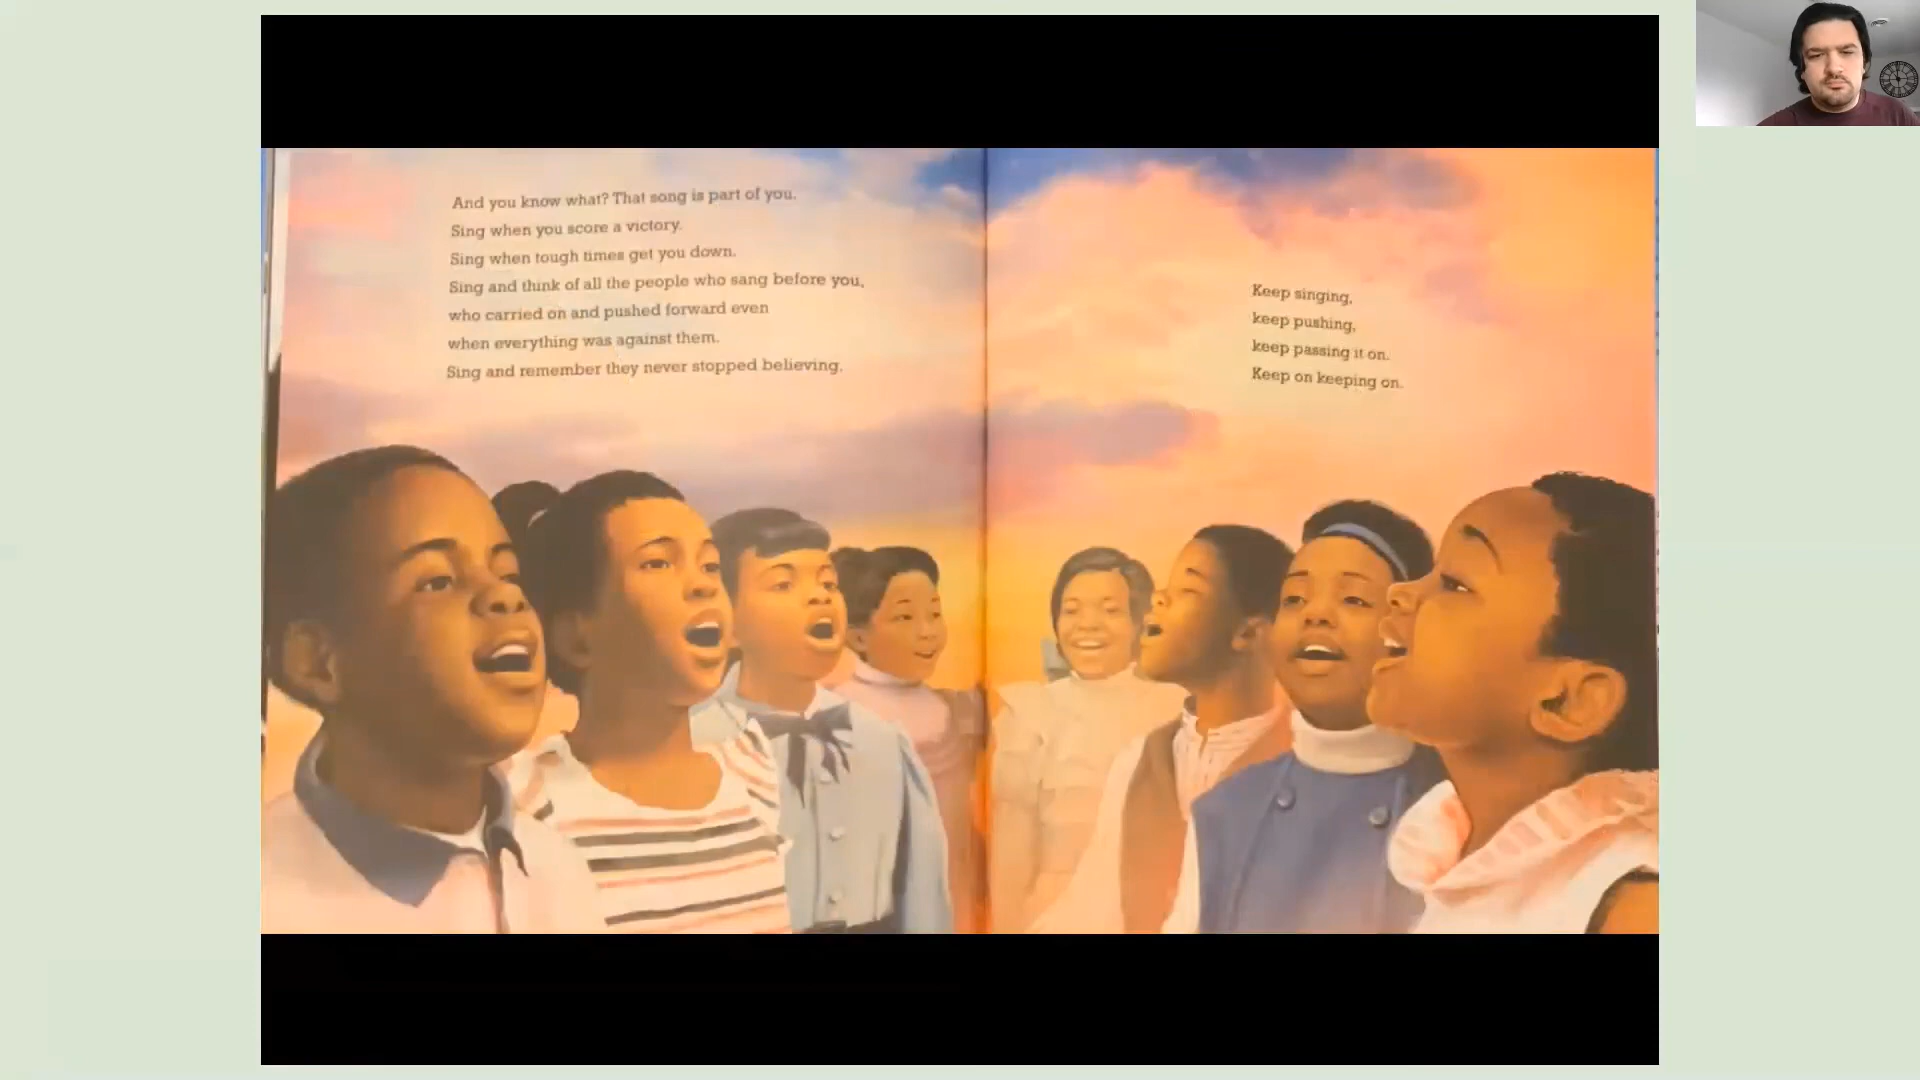 And you know what? That song is part of you.
Sing when you score a victory.
Sing when tough times get you down.
Sing and think of all the people who sang before you,
who carried on and pushed forward even
when everything was against them.
Sing and remember they never stopped believing.
Keep singing,
keep pushing,
keep passing it on.
Keep on keeping on.